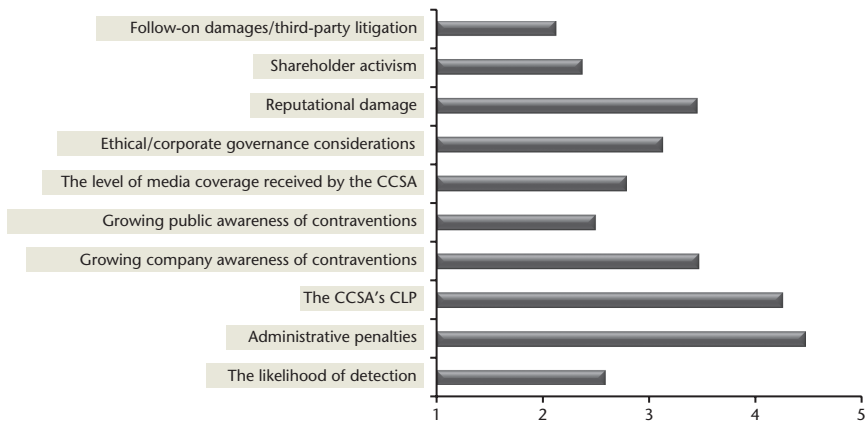 Follow-on damages/third-party litigation
Shareholder activism
Reputational damage
Ethical/corporate governance considerations
The level of media coverage received by the CCSA
Growing public awareness of contraventions
Growing company awareness of contraventions
The CCSA's CLP
Administrative penalties
The likelihood of detection
1 2 3 4 5